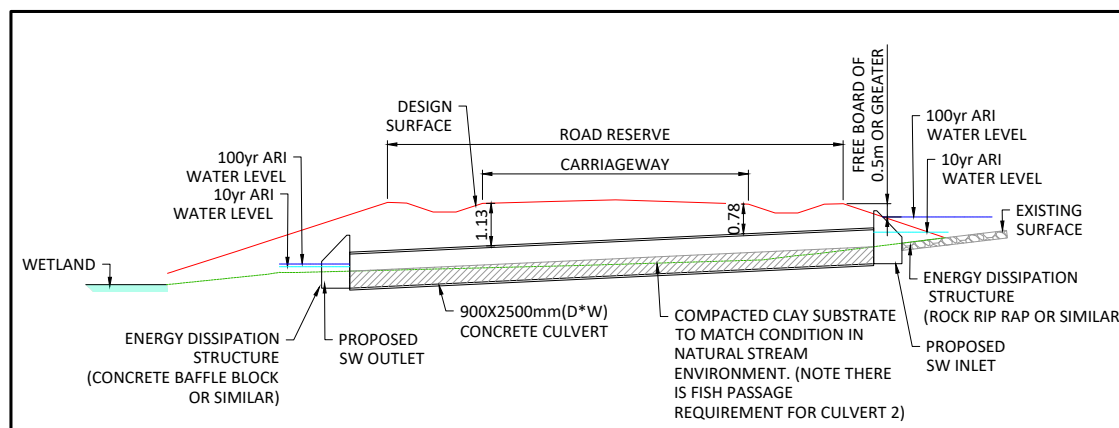 DESIGN
SURFACE
ROAD RESERVE
CARRIAGEWAY
FREE BOARD OF
0.5m OR GREATER
100yr ARI
WATER LEVEL
10yr ARI
WATER LEVEL
100yr ARI
WATER LEVEL
10yr ARI
WATER LEVEL
EXISTING
SURFACE
1.13
0.78
WETLAND
ENERGY DISSIPATION
STRUCTURE
(CONCRETE BAFFLE BLOCK
OR SIMILAR)
PROPOSED
SW OUTLET
900X2500mm(D*W)
CONCRETE CULVERT
COMPACTED CLAY SUBSTRATE
TO MATCH CONDITION IN
NATURAL STREAM
ENVIRONMENT. (NOTE THERE
IS FISH PASSAGE
REQUIREMENT FOR CULVERT 2)
ENERGY DISSIPATION
STRUCTURE
(ROCK RIP RAP OR SIMILAR)
PROPOSED
SW INLET